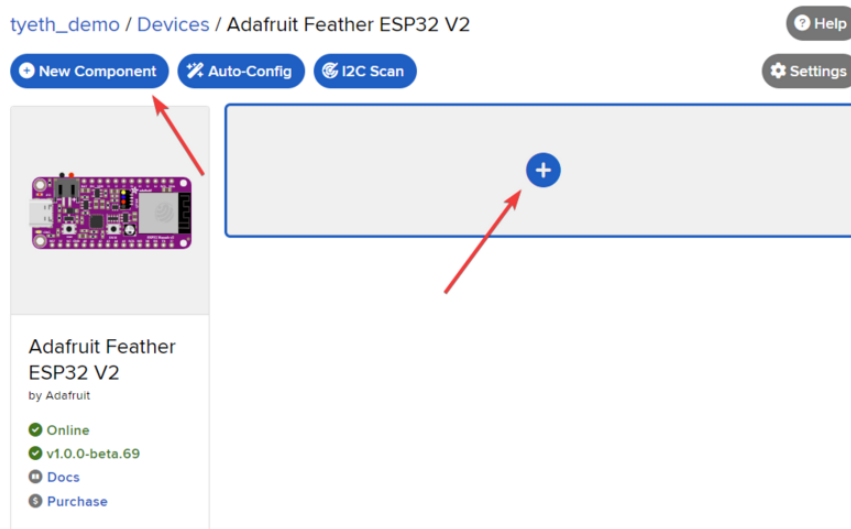 tyeth_demo / Devices / Adafruit Feather ESP32 V2
Help
New Component
Auto-Config
I2C Scan
Settings
Adafruit Feather
ESP32 V2
by Adafruit
Online
v1.0.0-beta.69
Docs
Purchase